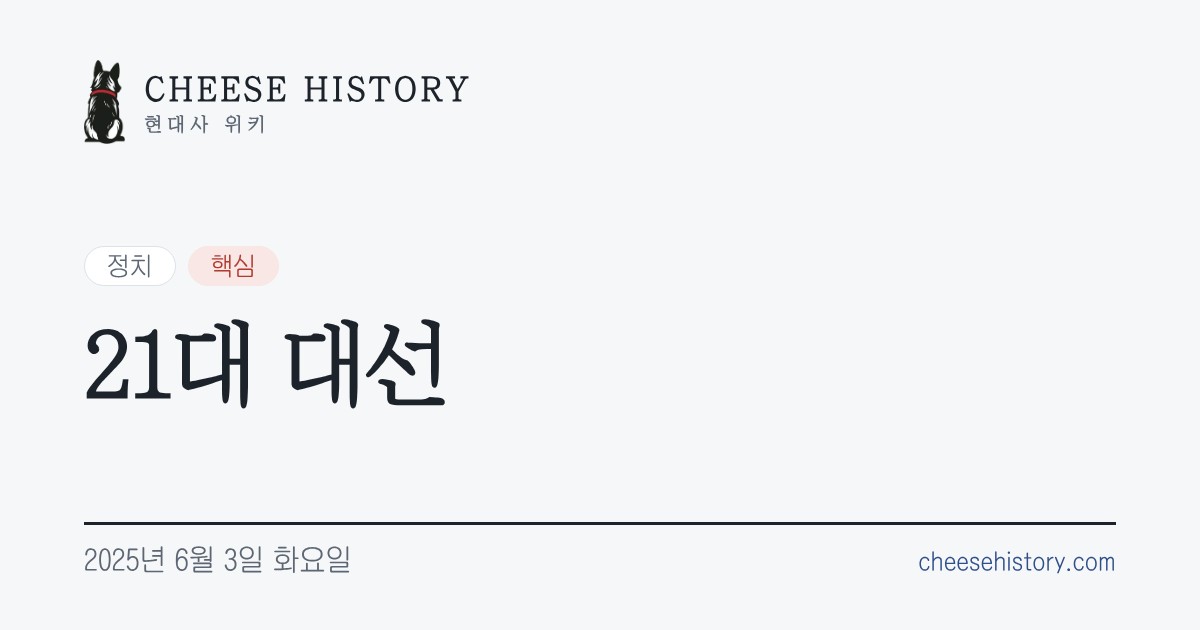 CHEESE HISTORY
현대사 위키
정치 핵심
21대 대선
2025년 6월 3일 화요일
cheesehistory.com